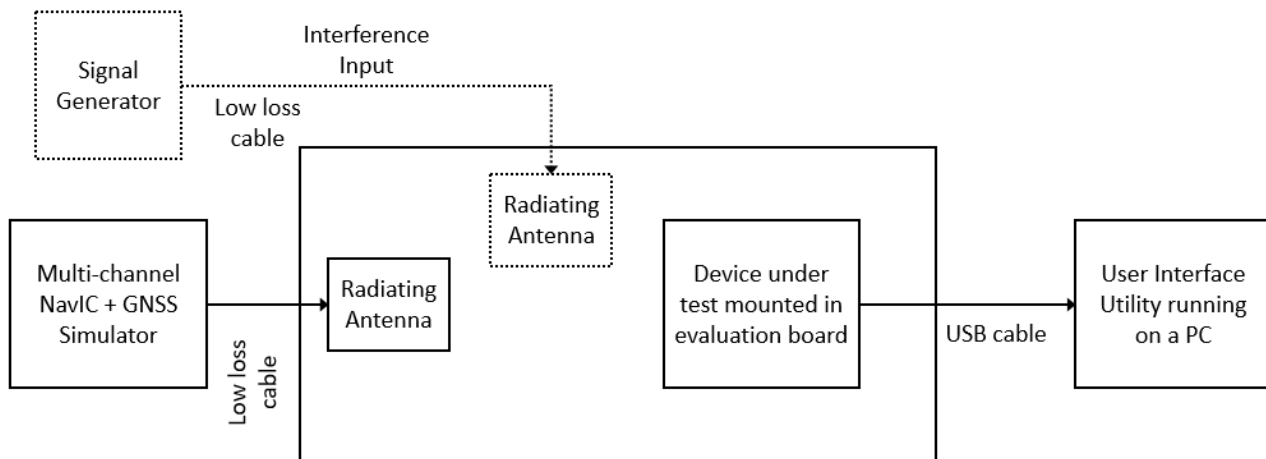 Interference
Input
Signal
Generator
Low loss
cable
Radiating
Antenna
Multi-channel
NavIC + GNSS
Simulator
Radiating
Antenna
Device under
test mounted in
evaluation board
User Interface
Utility running
on a PC
USB cable
Low loss
cable